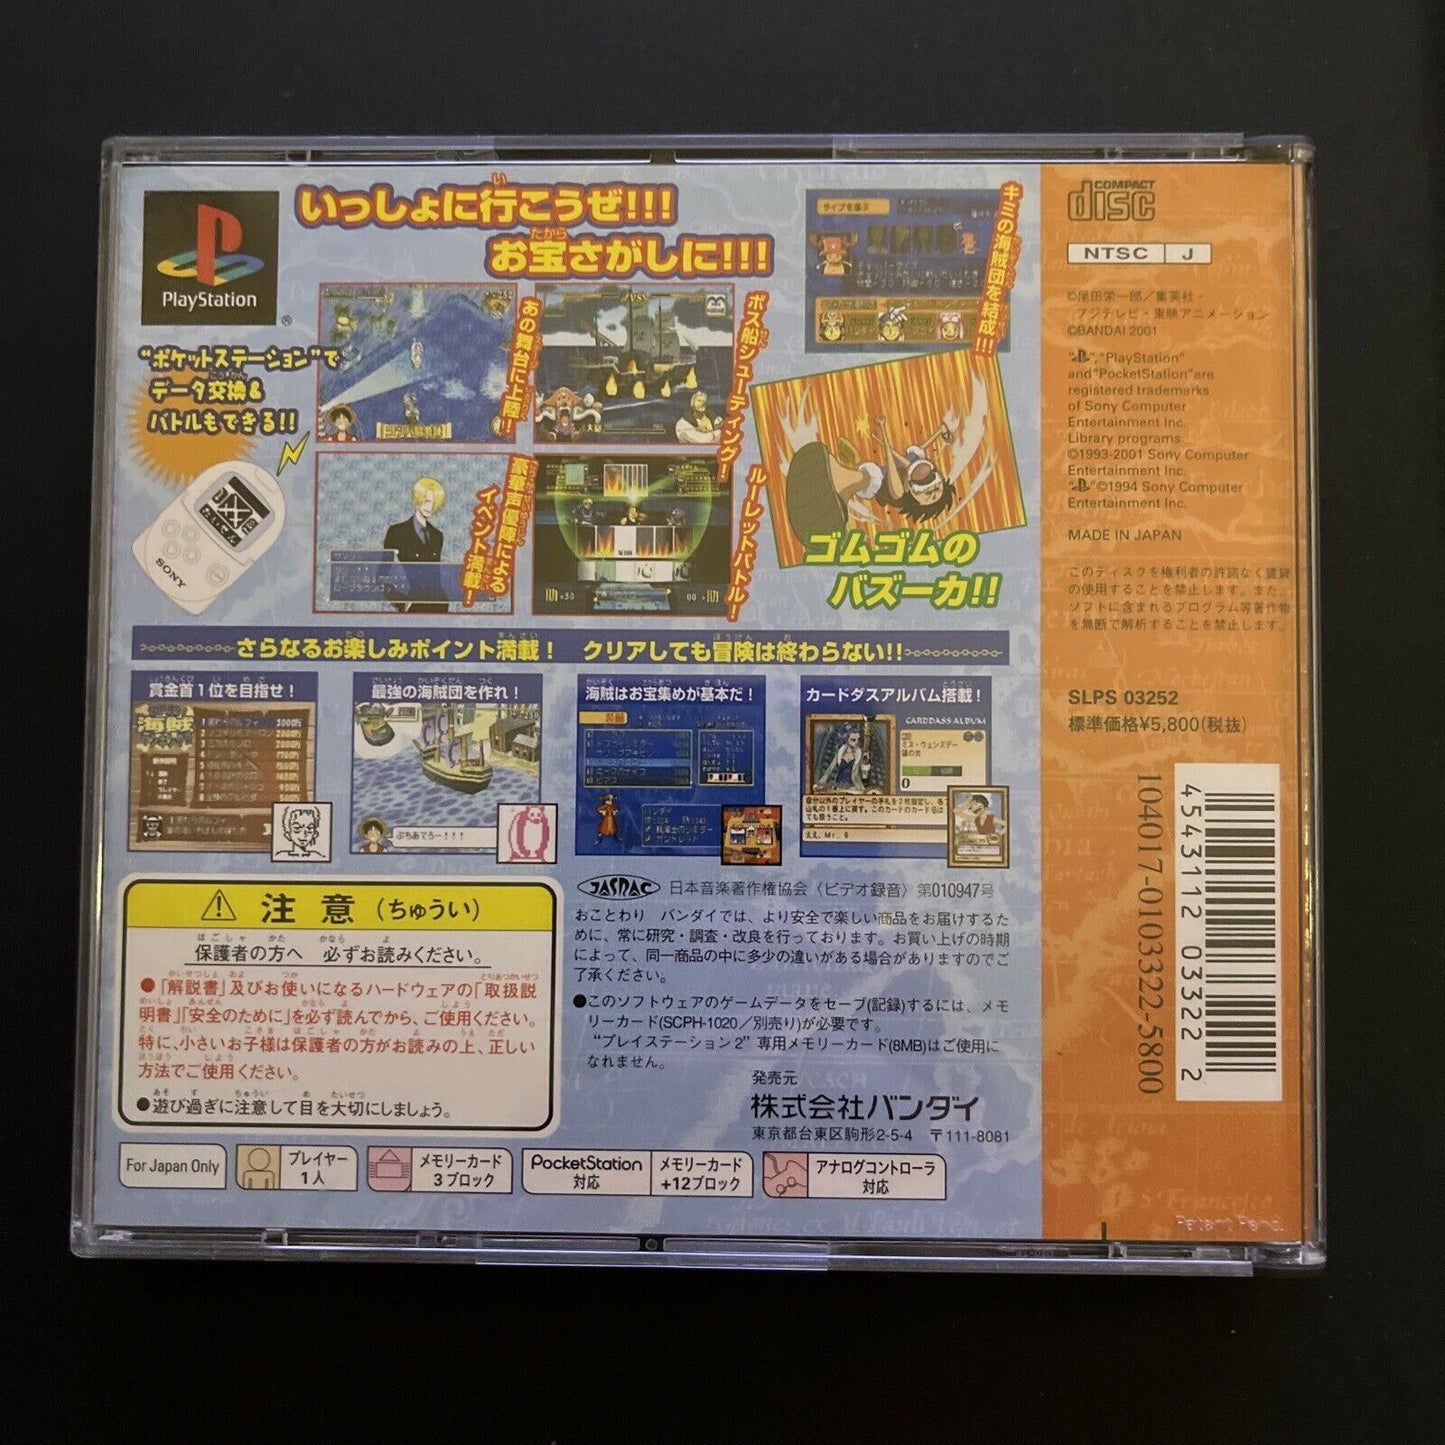 PlayStation
®
いっしょに行こうぜ!!!
お宝さがしに!!!
“ポケットステーション”で
データ交換&
バトルもできる!!
SONY
あの舞台に上陸!!
ボス船シューティング!
豪華声優陣による
イベント満載!
ルーレットバトル!
キミの海賊団を結成!!!
ゴムゴムの
バズーカ!!
さらなるお楽しみポイント満載! クリアしても冒険は終わらない!!
賞金首1位を目指せ!
最強の海賊団を作れ!
ぶちあてろー!!!
海賊はお宝集めが基本だ!
カードダスアルバム搭載!
CARDDASS ALBUM
ミス・ウェンズデー
注意(ちゅうい)
保護者の方へ 必ずお読みください。
●「解説書」及びお使いになるハードウェアの「取扱説
明書」「安全のために」を必ず読んでから、ご使用ください。
特に、小さいお子様は保護者の方がお読みの上、正しい
方法でご使用ください。
●遊び過ぎに注意して目を大切にしましょう。
JASRAC 日本音楽著作権協会〈ビデオ録音〉第010947号
おことわり バンダイでは、より安全で楽しい商品をお届けするた
めに、常に研究・調査・改良を行っております。お買い上げの時期
によって、同一商品の中に多少の違いがある場合がありますのでご
了承ください。
●このソフトウェアのゲームデータをセーブ(記録)するには、メモ
リーカード(SCPH-1020／別売り)が必要です。
“プレイステーション2”専用メモリーカード(8MB)はご使用に
なれません。
発売元
株式会社バンダイ
東京都台東区駒形2-5-4 〒111-8081
For Japan Only
プレイヤー
1人
メモリーカード
3ブロック
PocketStation
対応
メモリーカード
+12ブロック
アナログコントローラ
対応
COMPACT
disc
NTSC J
©尾田栄一郎／集英社・
フジテレビ・東映アニメーション
©BANDAI 2001
“ ”, “PlayStation”
and “PocketStation” are
registered trademarks
of Sony Computer
Entertainment Inc.
Library programs
©1993-2001 Sony Computer
Entertainment Inc.
“ ” ©1994 Sony Computer
Entertainment Inc.
MADE IN JAPAN
このディスクを権利者の許諾なく賃貸
の使用することを禁止します。また、
ソフトに含まれるプログラム等著作物
を無断で解析することを禁止します。
SLPS 03252
標準価格¥5,800(税抜)
4543112 03322 2
104017-0103322-5800
Patent Pend.